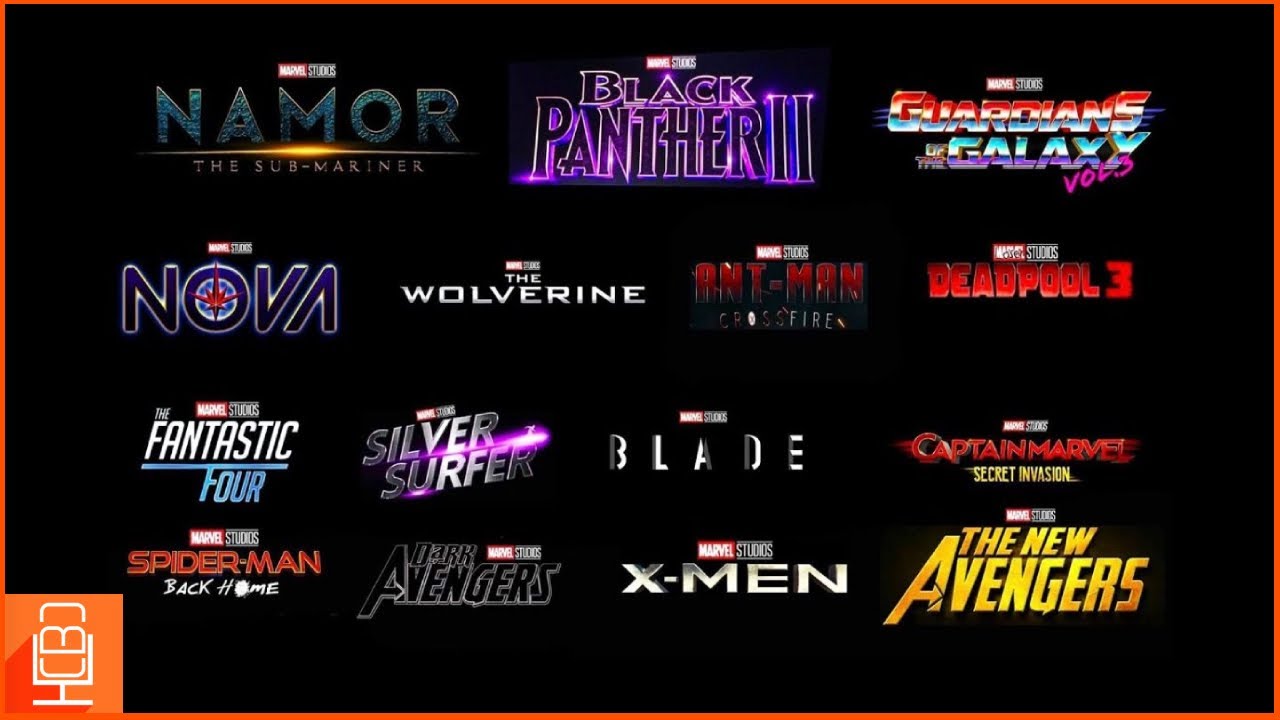 MARVEL STUDIOS
NAMOR
THE SUB-MARINER
MARVEL STUDIOS
BLACK
PANTHER II
MARVEL STUDIOS
GUARDIANS
OF THE GALAXY
VOL.3
MARVEL STUDIOS
NOVA
MARVEL STUDIOS
THE
WOLVERINE
MARVEL STUDIOS
ANT-MAN
CROSSFIRE
STUDIOS
DEADPOOL 3
MARVEL STUDIOS
THE
FANTASTIC
FOUR
MARVEL STUDIOS
SILVER
SURFER
MARVEL STUDIOS
BLADE
MARVEL STUDIOS
CAPTAIN MARVEL
SECRET INVASION
MARVEL STUDIOS
SPIDER-MAN
BACK HOME
MARVEL STUDIOS
DARK
AVENGERS
MARVEL STUDIOS
X-MEN
MARVEL STUDIOS
THE NEW
AVENGERS
HCBJ